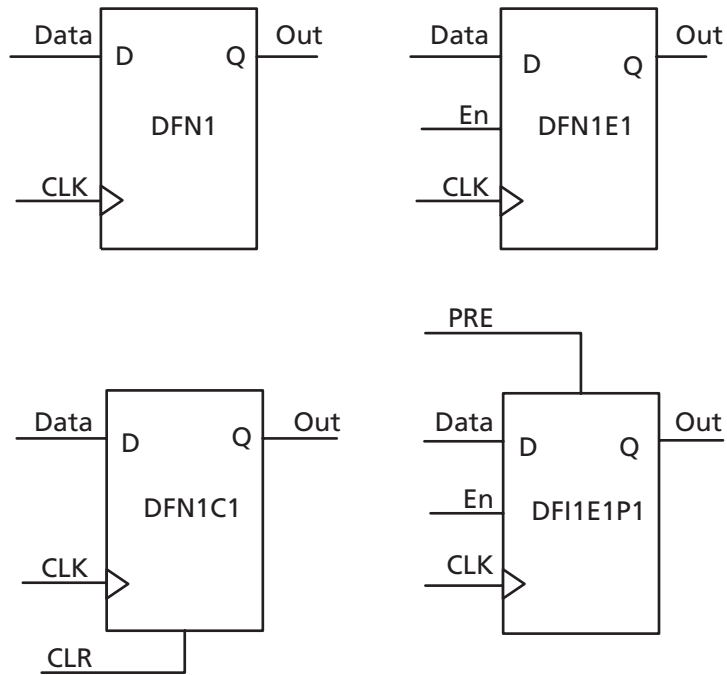 Data
D
Q
Out
DFN1
CLK
Data
D
Q
Out
En
DFN1E1
CLK
Data
D
Q
Out
DFN1C1
CLK
CLR
PRE
Data
D
Q
Out
En
DFI1E1P1
CLK